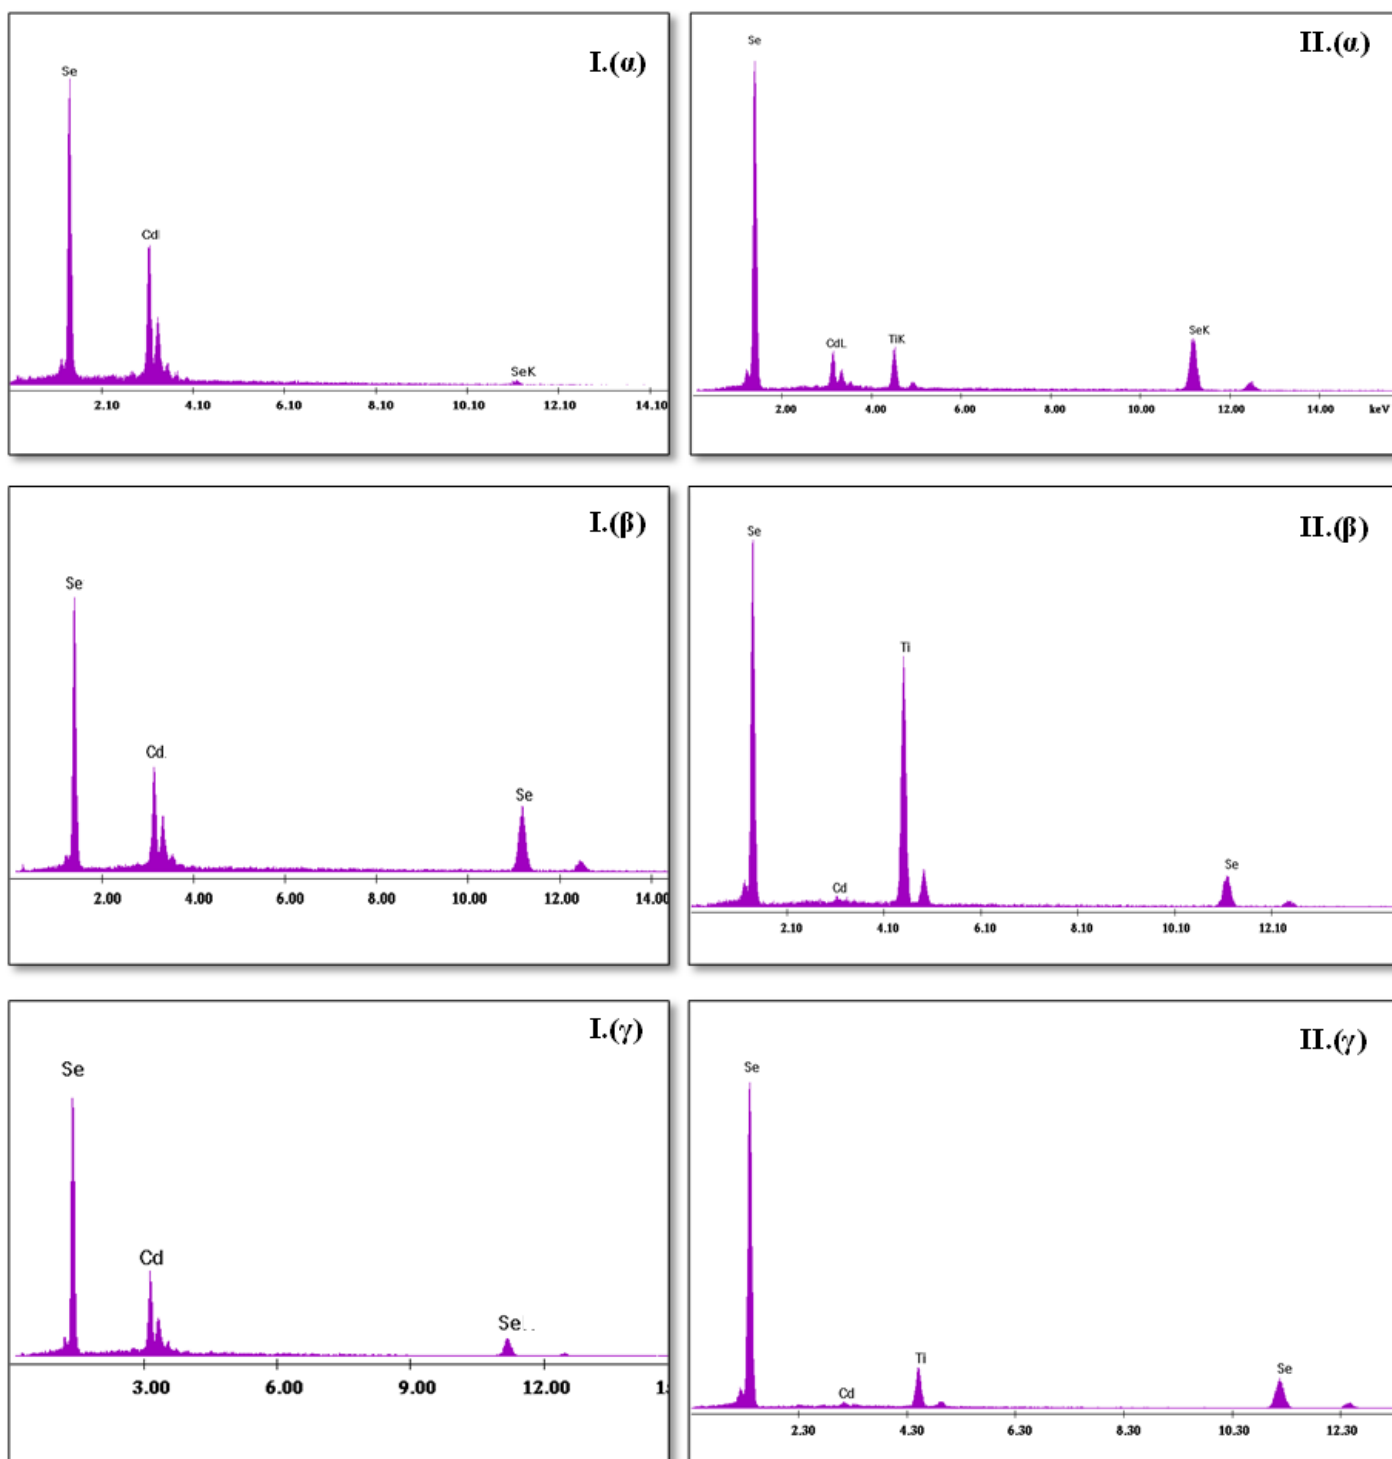 I.(α)
Se
Cd
SeK
2.10 4.10 6.10 8.10 10.10 12.10 14.10
II.(α)
Se
CdL
TiK
SeK
2.00 4.00 6.00 8.00 10.00 12.00 14.00 keV
I.(β)
Se
Cd.
Se
2.00 4.00 6.00 8.00 10.00 12.00 14.00
II.(β)
Se
Ti
Cd
Se
2.10 4.10 6.10 8.10 10.10 12.10
I.(γ)
Se
Cd
Se
3.00 6.00 9.00 12.00
II.(γ)
Se
Ti
Cd
Se
2.30 4.30 6.30 8.30 10.30 12.30